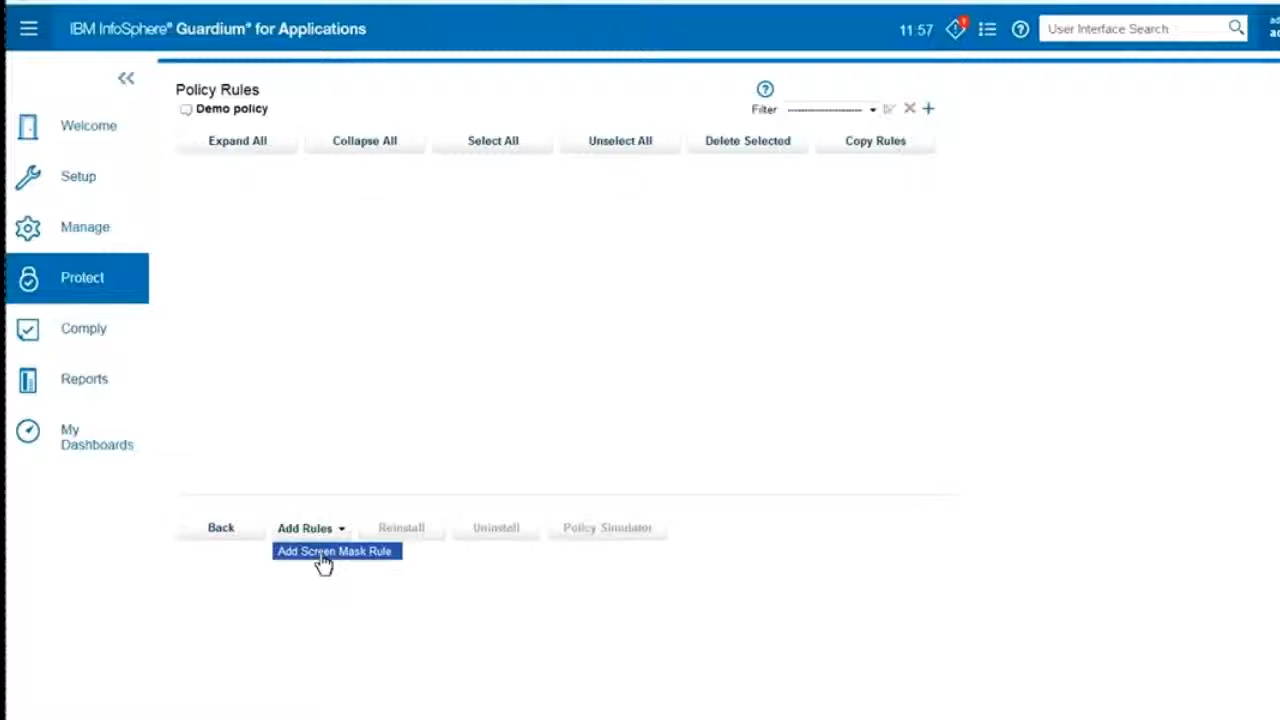 IBM InfoSphere® Guardium® for Applications
11:57
User Interface Search
Policy Rules
Demo policy
Filter
Expand All
Collapse All
Select All
Unselect All
Delete Selected
Copy Rules
Welcome
Setup
Manage
Protect
Comply
Reports
My
Dashboards
Back
Add Rules
Reinstall
Uninstall
Policy Simulator
Add Screen Mask Rule